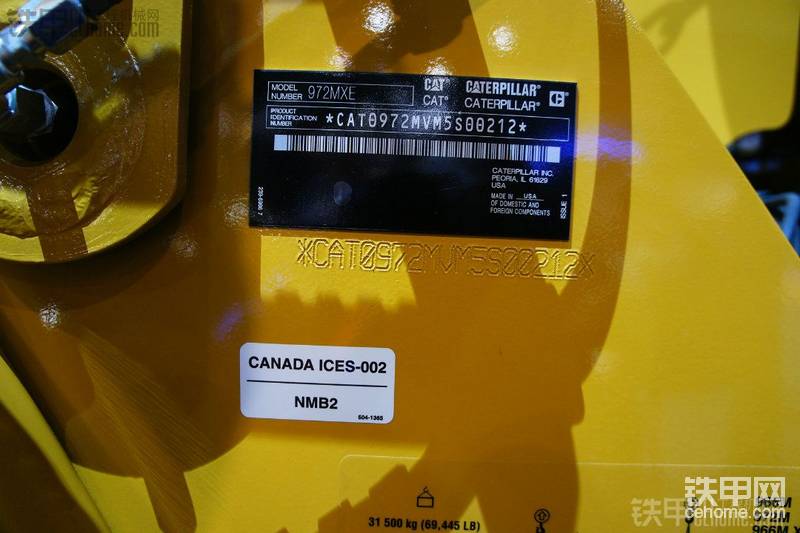 铁甲
MODEL
NUMBER 972MXE
CAT CATERPILLAR
CAT® CATERPILLAR®
PRODUCT
IDENTIFICATION
NUMBER *CAT0972MVM5S00212*
CATERPILLAR INC.
PEORIA, IL 61629
USA
MADE IN USA
OF DOMESTIC AND
FOREIGN COMPONENTS
ISSUE 1
*CAT0972MVM5S00212*
CANADA ICES-002
NMB2
504-1365
31 500 kg (69,445 LB)
966M
972M
966M X
铁甲网
cehome.com